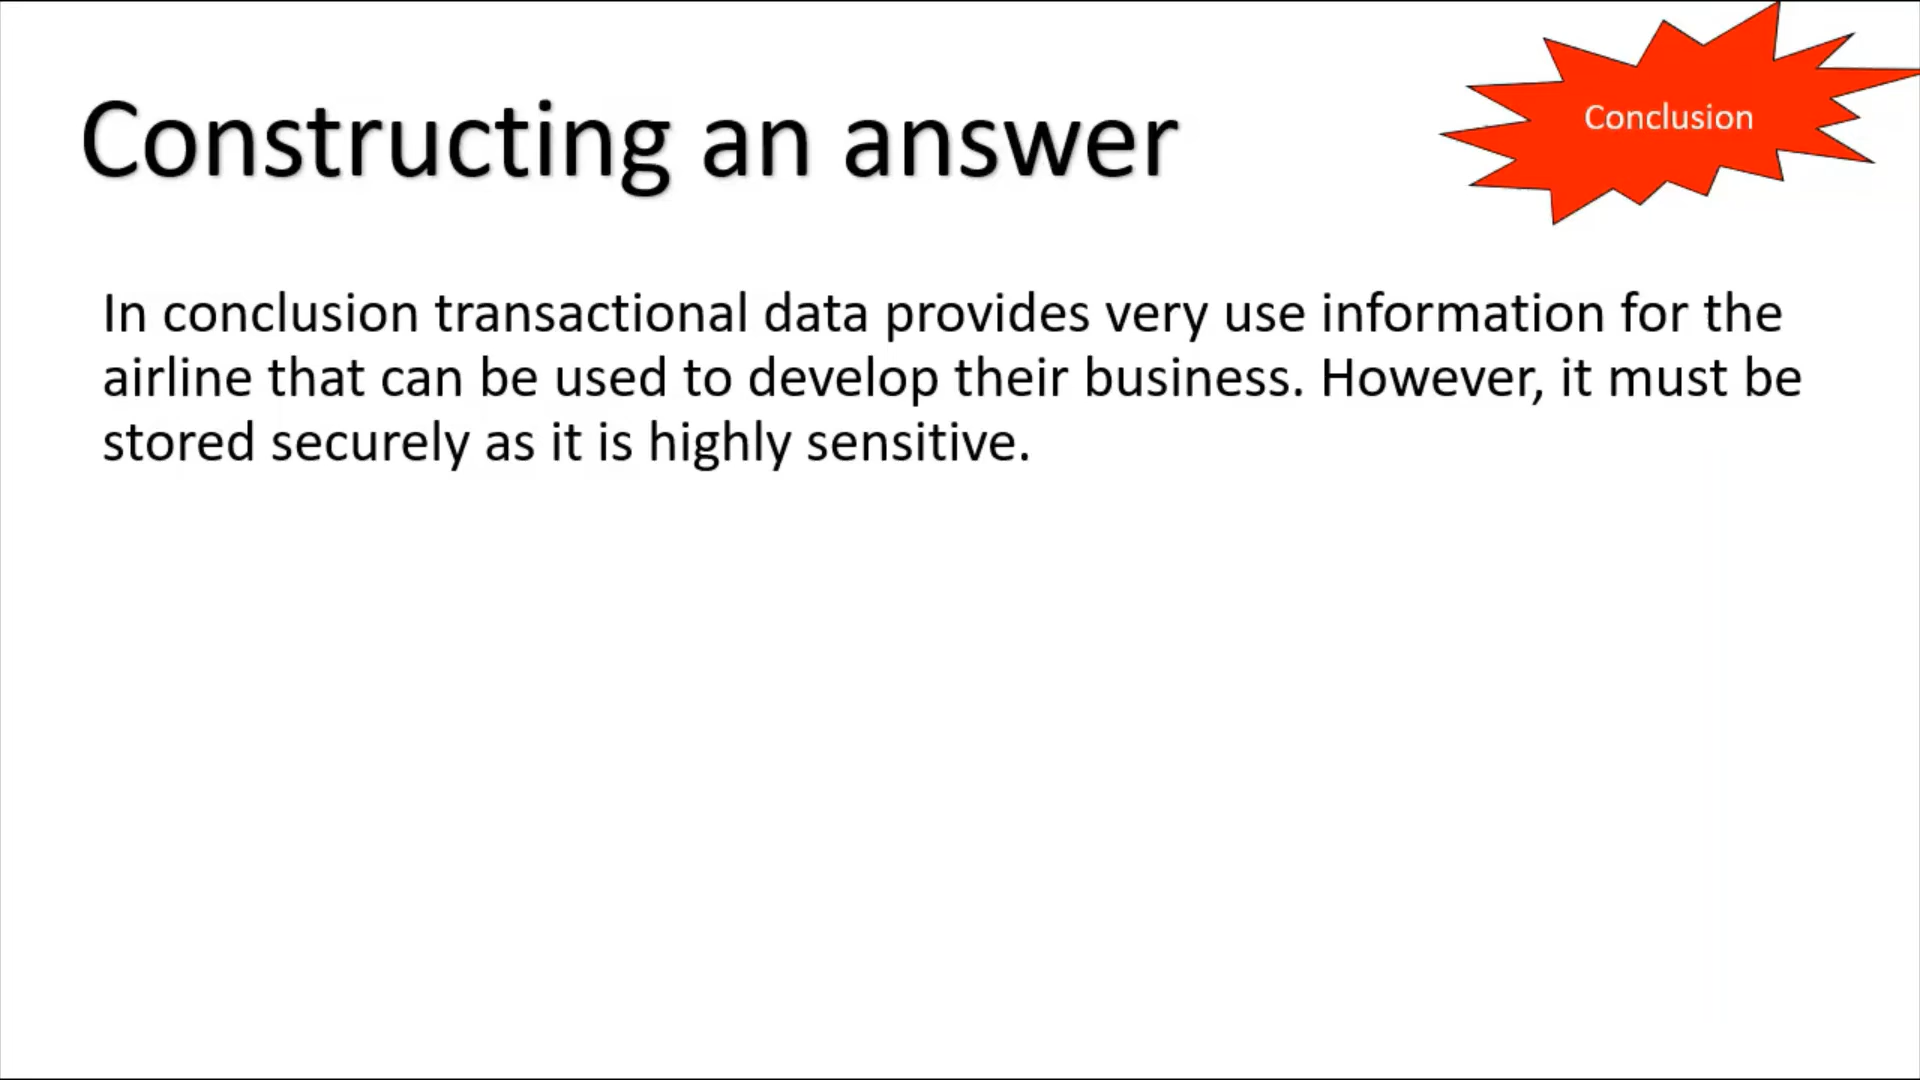 Constructing an answer
Conclusion
In conclusion transactional data provides very use information for the
airline that can be used to develop their business. However, it must be
stored securely as it is highly sensitive.